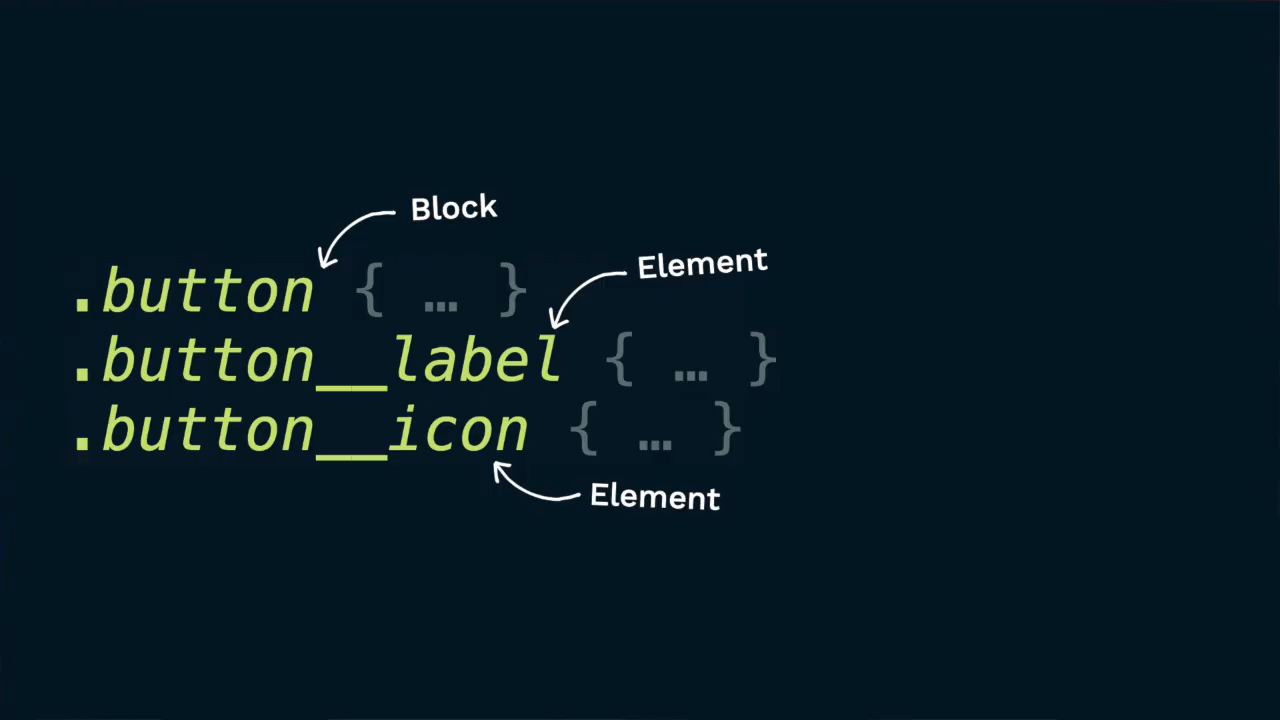 Block
.button { … }
Element
.button__label { … }
.button__icon { … }
Element